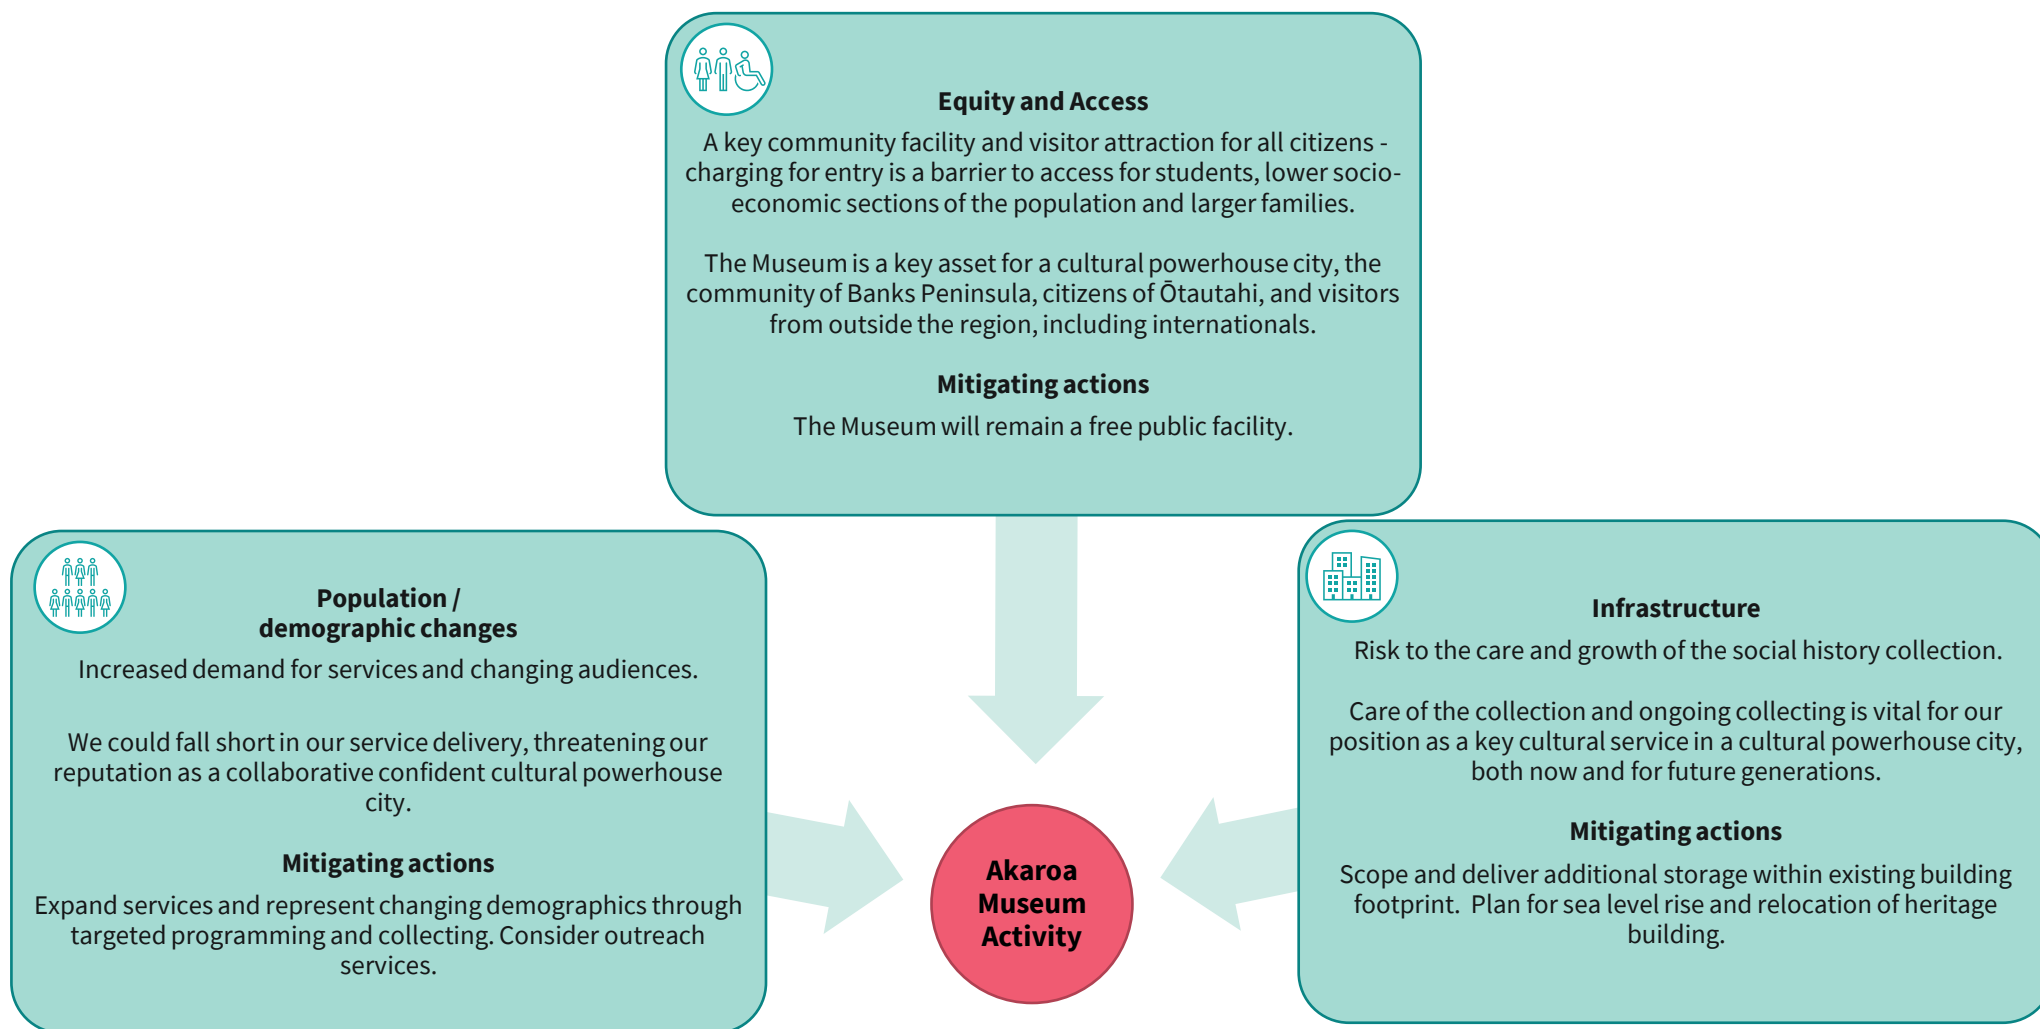 Equity and Access
A key community facility and visitor attraction for all citizens -
charging for entry is a barrier to access for students, lower socio-
economic sections of the population and larger families.
The Museum is a key asset for a cultural powerhouse city, the
community of Banks Peninsula, citizens of Ōtautahi, and visitors
from outside the region, including internationals.
Mitigating actions
The Museum will remain a free public facility.
Population /
demographic changes
Increased demand for services and changing audiences.
We could fall short in our service delivery, threatening our
reputation as a collaborative confident cultural powerhouse
city.
Mitigating actions
Expand services and represent changing demographics through
targeted programming and collecting. Consider outreach
services.
Akaroa
Museum
Activity
Infrastructure
Risk to the care and growth of the social history collection.
Care of the collection and ongoing collecting is vital for our
position as a key cultural service in a cultural powerhouse city,
both now and for future generations.
Mitigating actions
Scope and deliver additional storage within existing building
footprint.  Plan for sea level rise and relocation of heritage
building.